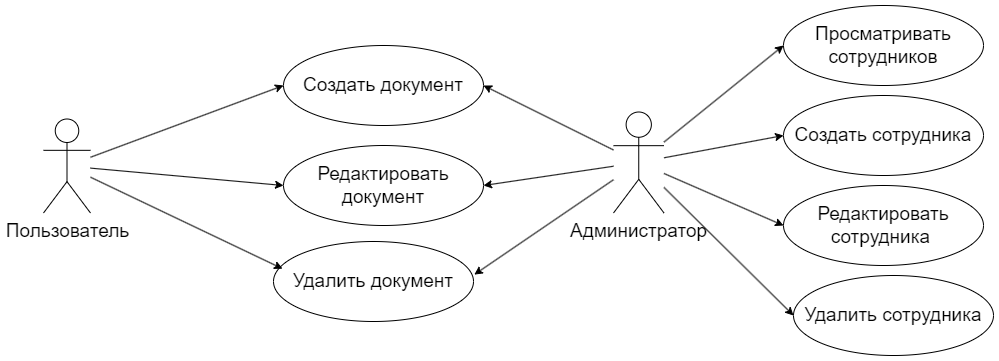 Пользователь
Создать документ
Редактировать
документ
Удалить документ
Администратор
Просматривать
сотрудников
Создать сотрудника
Редактировать
сотрудника
Удалить сотрудника